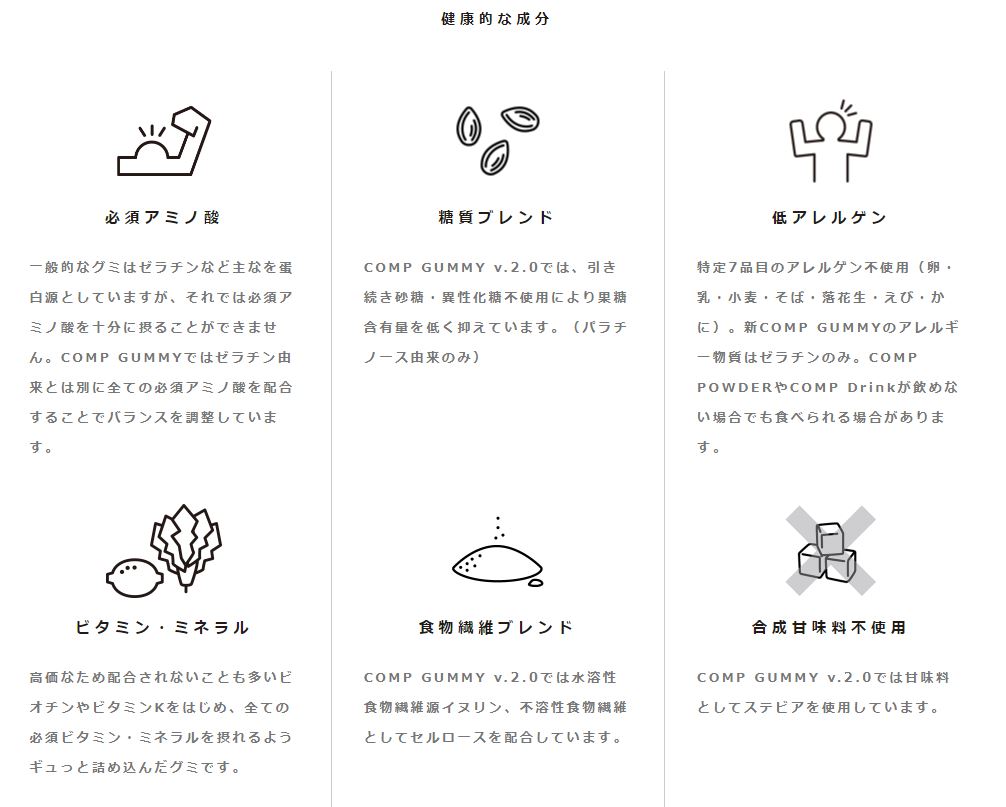 健康的な成分
必須アミノ酸
一般的なグミはゼラチンなど主なを蛋
白源としていますが、それでは必須ア
ミノ酸を十分に摂ることができませ
ん。COMP GUMMYではゼラチン由
来とは別に全ての必須アミノ酸を配合
することでバランスを調整していま
す。
糖質ブレンド
COMP GUMMY v.2.0では、引き
続き砂糖・異性化糖不使用により果糖
含有量を低く抑えています。（パラチ
ノース由来のみ）
低アレルゲン
特定7品目のアレルゲン不使用（卵・
乳・小麦・そば・落花生・えび・か
に）。新COMP GUMMYのアレルギ
ー物質はゼラチンのみ。COMP
POWDERやCOMP Drinkが飲めな
い場合でも食べられる場合がありま
す。
ビタミン・ミネラル
高価なため配合されないことも多いビ
オチンやビタミンKをはじめ、全ての
必須ビタミン・ミネラルを摂れるよう
ギュっと詰め込んだグミです。
食物繊維ブレンド
COMP GUMMY v.2.0では水溶性
食物繊維源イヌリン、不溶性食物繊維
としてセルロースを配合しています。
合成甘味料不使用
COMP GUMMY v.2.0では甘味料
としてステビアを使用しています。